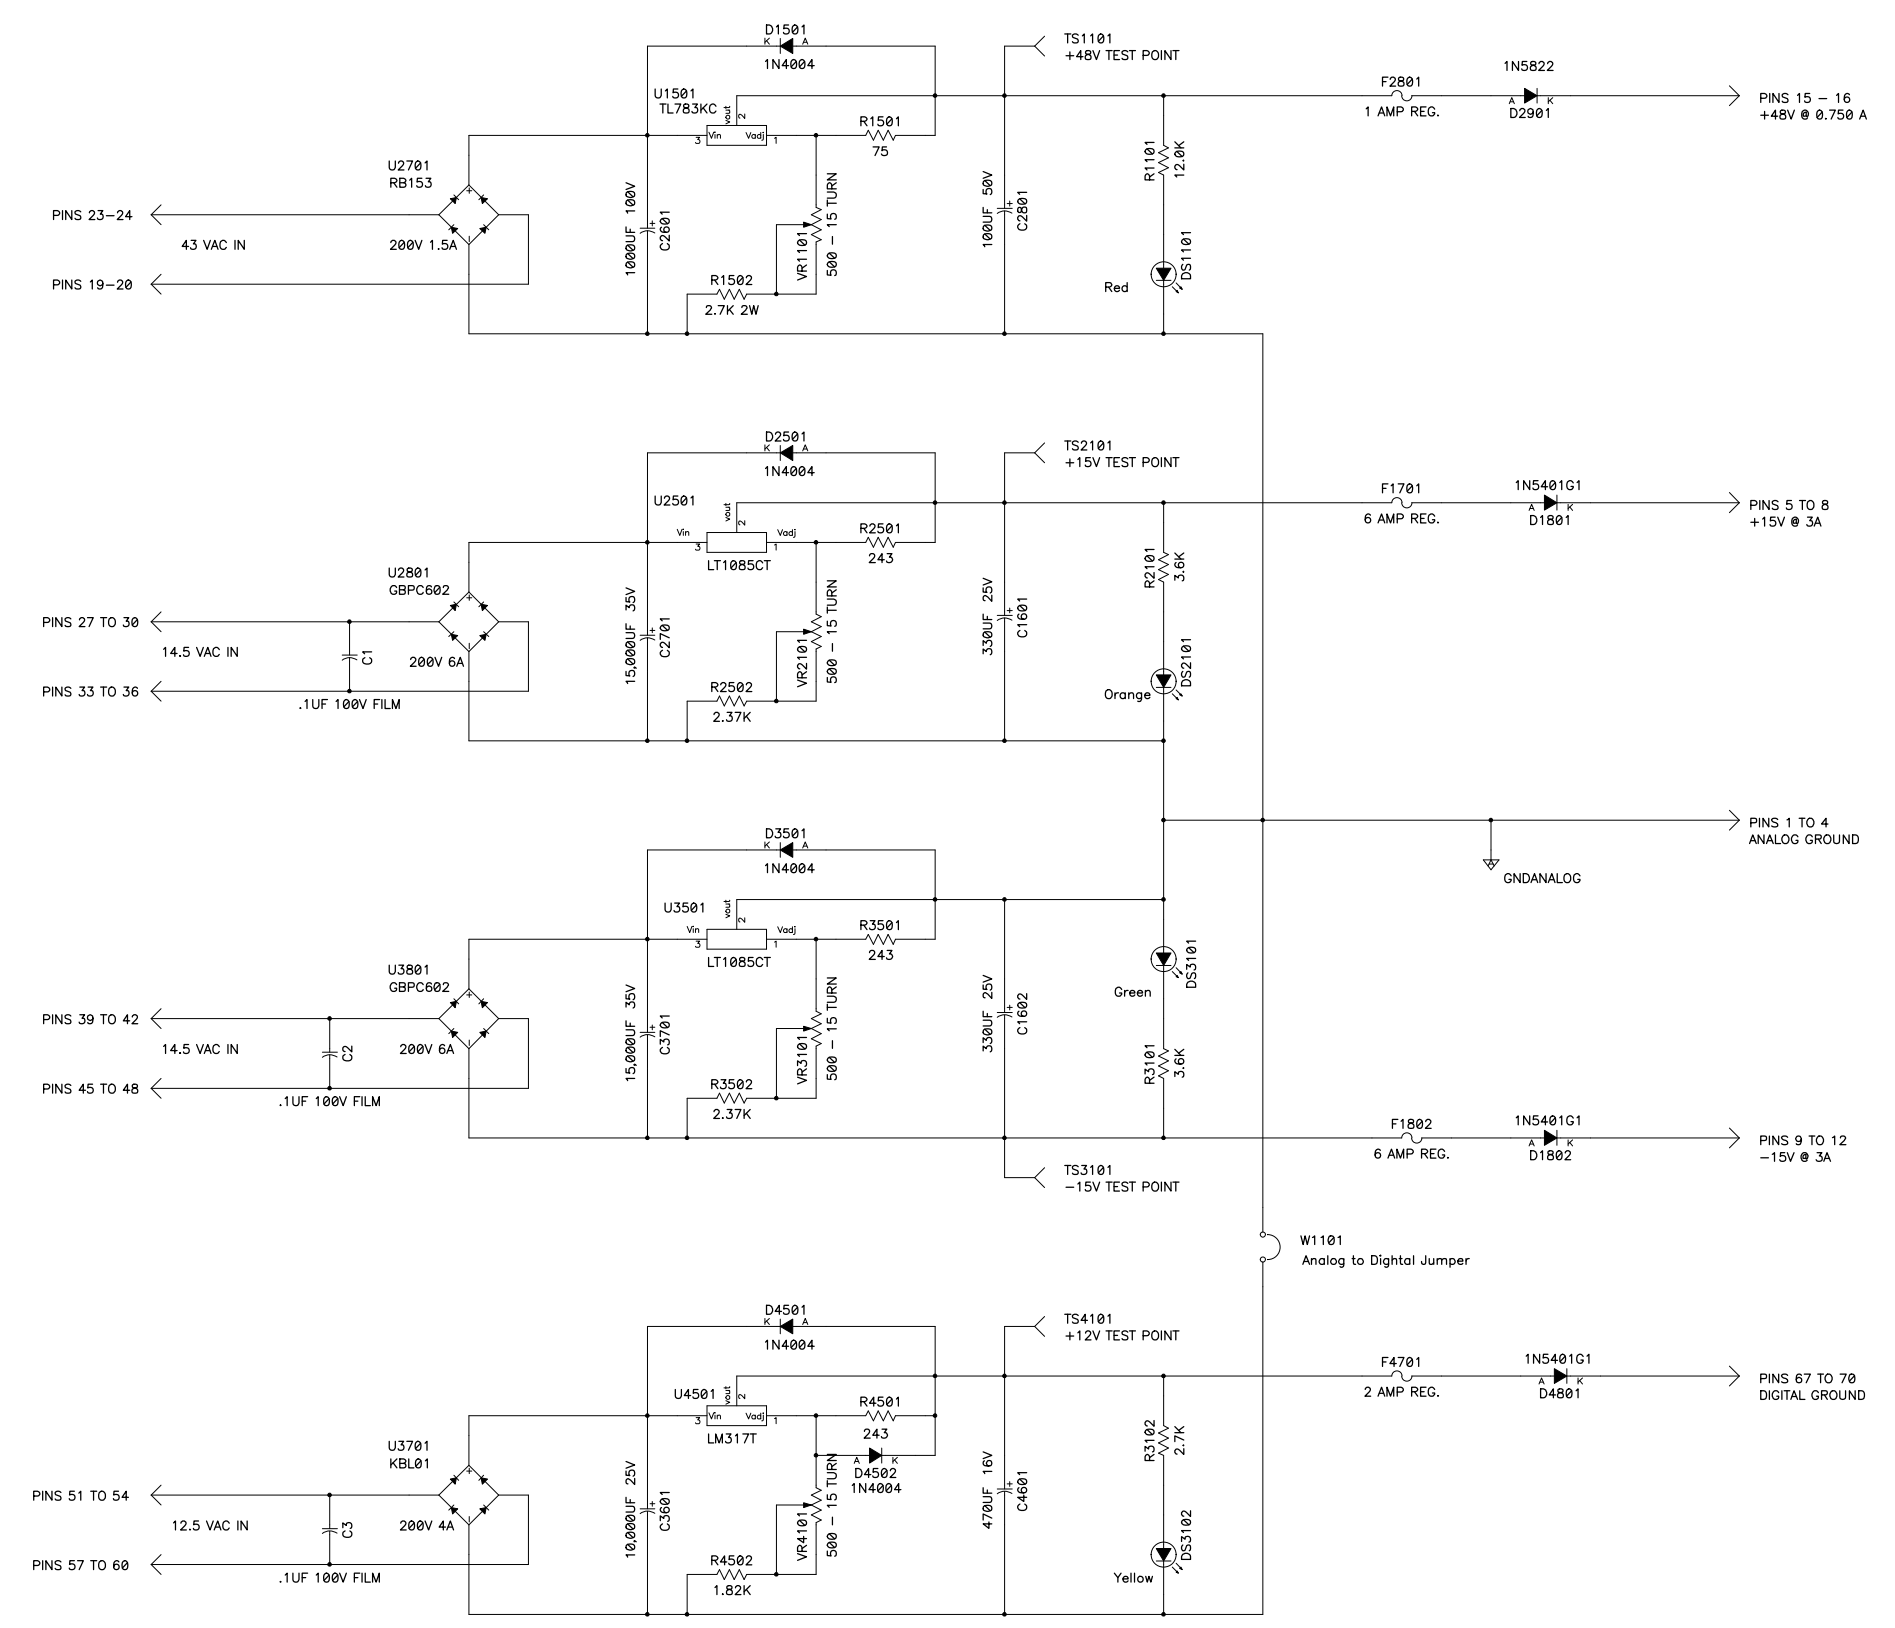 D1501
K A
1N4004
TS1101
+48V TEST POINT
U1501
TL783KC
vout
2
Vin
Vadj
3
1
R1501
75
F2801
1 AMP REG.
1N5822
A K
D2901
PINS 15 - 16
+48V @ 0.750 A
U2701
RB153
200V 1.5A
+
-
PINS 23-24
43 VAC IN
PINS 19-20
1000UF 100V
+
C2601
VR1101
500 - 15 TURN
R1502
2.7K 2W
100UF 50V
+
C2801
R1101
12.0K
DS1101
Red
D2501
K A
1N4004
TS2101
+15V TEST POINT
U2501
vout
2
Vin
Vadj
3
1
LT1085CT
R2501
243
F1701
6 AMP REG.
1N5401G1
A K
D1801
PINS 5 TO 8
+15V @ 3A
U2801
GBPC602
200V 6A
+
-
PINS 27 TO 30
14.5 VAC IN
PINS 33 TO 36
C1
.1UF 100V FILM
15,000UF 35V
+
C2701
VR2101
500 - 15 TURN
R2502
2.37K
330UF 25V
+
C1601
R2101
3.6K
DS2101
Orange
PINS 1 TO 4
ANALOG GROUND
A
GNDANALOG
D3501
K A
1N4004
U3501
vout
2
Vin
Vadj
3
1
LT1085CT
R3501
243
U3801
GBPC602
200V 6A
+
-
PINS 39 TO 42
14.5 VAC IN
PINS 45 TO 48
C2
.1UF 100V FILM
15,000UF 35V
+
C3701
VR3101
500 - 15 TURN
R3502
2.37K
330UF 25V
+
C1602
DS3101
Green
R3101
3.6K
F1802
6 AMP REG.
1N5401G1
A K
D1802
PINS 9 TO 12
-15V @ 3A
TS3101
-15V TEST POINT
W1101
Analog to Dightal Jumper
D4501
K A
1N4004
TS4101
+12V TEST POINT
U4501
vout
2
Vin
Vadj
3
1
LM317T
R4501
243
A K
D4502
1N4004
F4701
2 AMP REG.
1N5401G1
A K
D4801
PINS 67 TO 70
DIGITAL GROUND
U3701
KBL01
200V 4A
+
-
PINS 51 TO 54
12.5 VAC IN
PINS 57 TO 60
C3
.1UF 100V FILM
10,000UF 25V
+
C3601
VR4101
500 - 15 TURN
R4502
1.82K
470UF 16V
+
C4601
R3102
2.7K
DS3102
Yellow